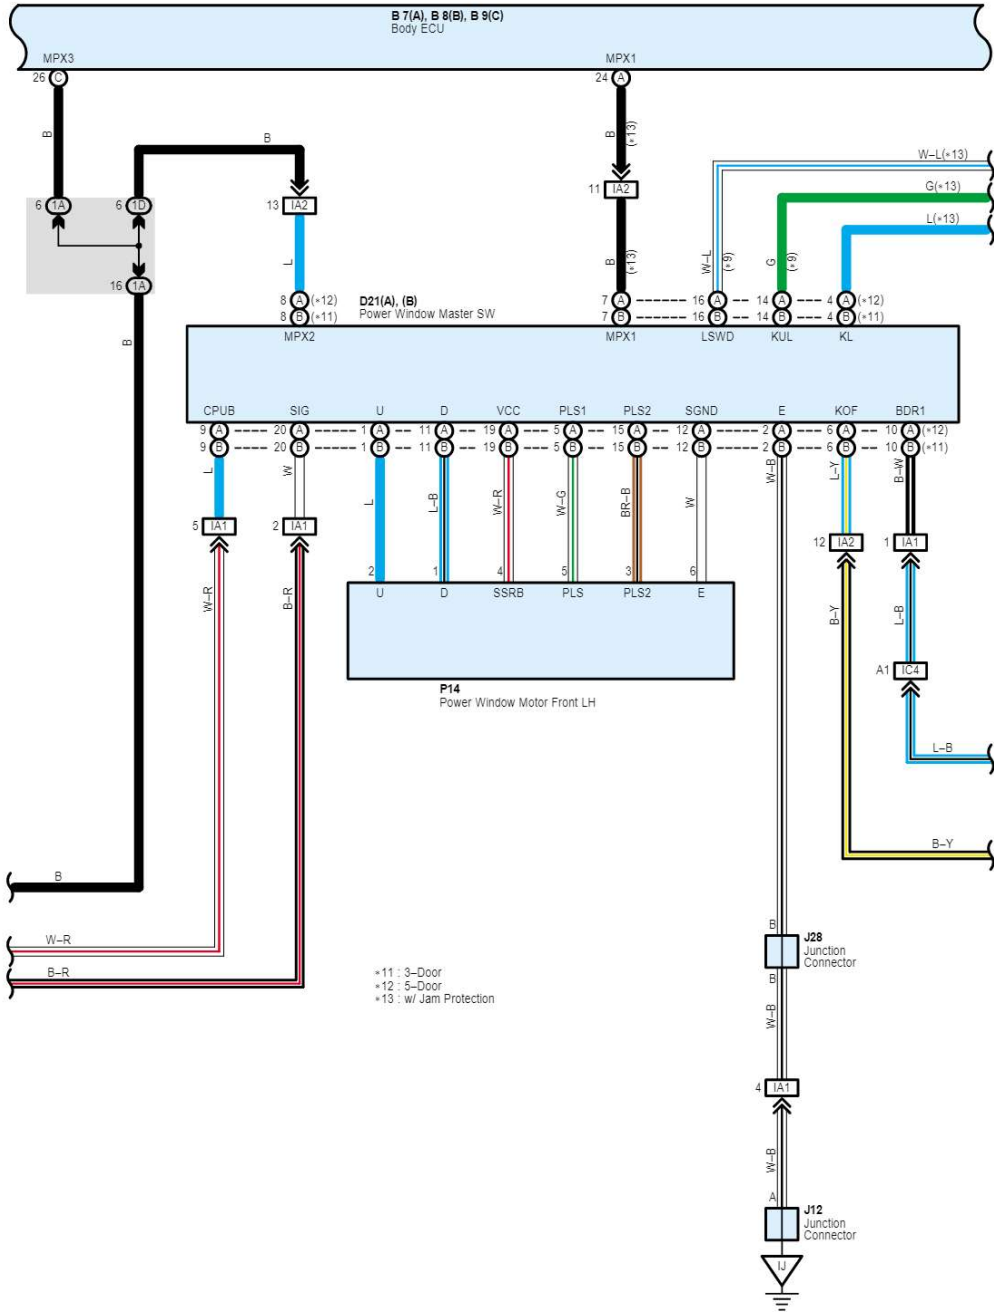 B 7(A), B 8(B), B 9(C)
Body ECU
MPX3
MPX1
26 C
24 A
B
B
(*13)
B
W–L(*13)
11 IA2
G(*13)
6 1A
6 1D
13 IA2
L(*13)
L
B
(*13)
W–L
(*9)
G
(*9)
16 1A
D21(A), (B)
Power Window Master SW
8 A (*12)
7 A
16 A
14 A
4 A (*12)
8 B (*11)
7 B
16 B
14 B
4 B (*11)
B
MPX2
MPX1
LSWD
KUL
KL
CPUB
SIG
U
D
VCC
PLS1
PLS2
SGND
E
KOF
BDR1
9 A
20 A
1 A
11 A
19 A
5 A
15 A
12 A
2 A
6 A
10 A (*12)
9 B
20 B
1 B
11 B
19 B
5 B
15 B
12 B
2 B
6 B
10 B (*11)
L
W
L
L–B
W–R
W–G
BR–B
W
W–B
L–Y
B–W
5 IA1
2 IA1
12 IA2
1 IA1
2
1
4
5
3
6
U
D
SSRB
PLS
PLS2
E
W–R
B–R
B–Y
L–B
A1 IC4
P14
Power Window Motor Front LH
L–B
B–Y
B
W–R
B–R
B
J28
Junction
Connector
B
*11 : 3–Door
*12 : 5–Door
*13 : w/ Jam Protection
W–B
4 IA1
W–B
A
J12
Junction
Connector
IJ